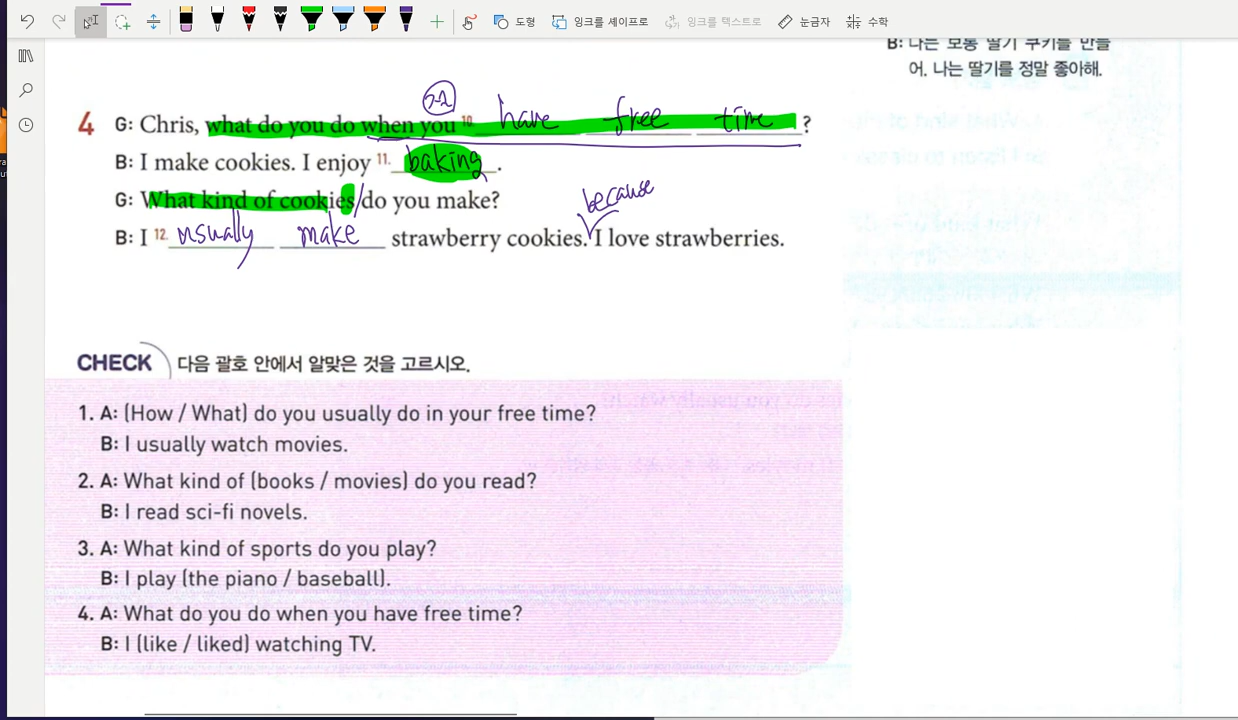 도형 잉크를 셰이프로 잉크를 텍스트로 눈금자 수학
B: 나는 보통 딸기 쿠키를 만들
어. 나는 딸기를 정말 좋아해.
4 G: Chris, what do you do when you 10. have free time ?
B: I make cookies. I enjoy 11. baking.
G: What kind of cookies/do you make?
because
B: I 12. usually make strawberry cookies. I love strawberries.
CHECK 다음 괄호 안에서 알맞은 것을 고르시오.
1. A: (How / What) do you usually do in your free time?
B: I usually watch movies.
2. A: What kind of (books / movies) do you read?
B: I read sci-fi novels.
3. A: What kind of sports do you play?
B: I play (the piano / baseball).
4. A: What do you do when you have free time?
B: I (like / liked) watching TV.